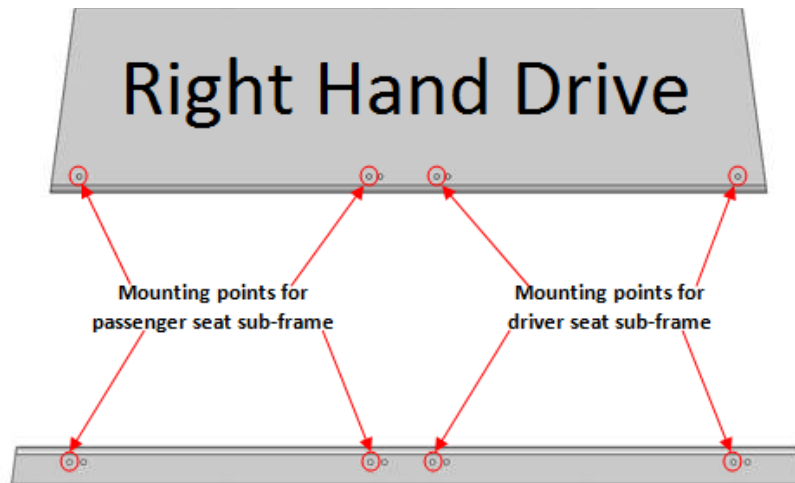 Right Hand Drive
Mounting points for
passenger seat sub-frame
Mounting points for
driver seat sub-frame